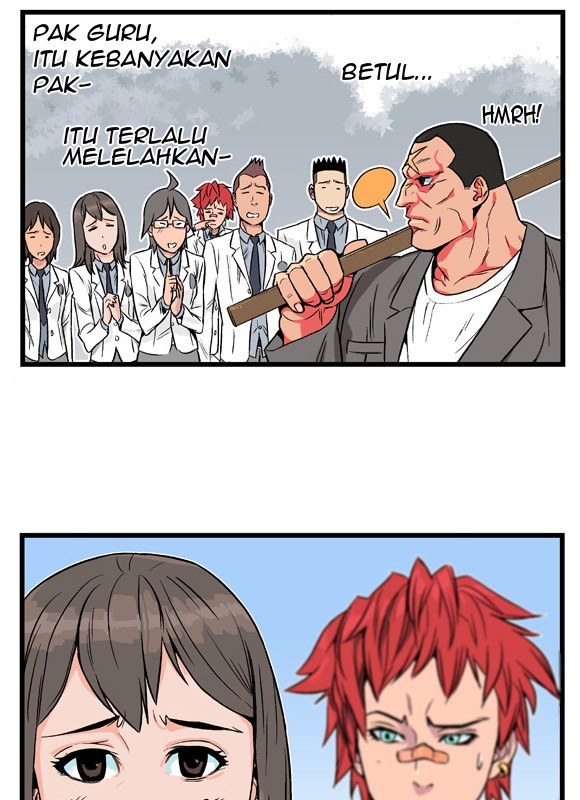 PAK GURU,
ITU KEBANYAKAN
PAK-
BETUL...
HMRH!
ITU TERLALU
MELELAHKAN-